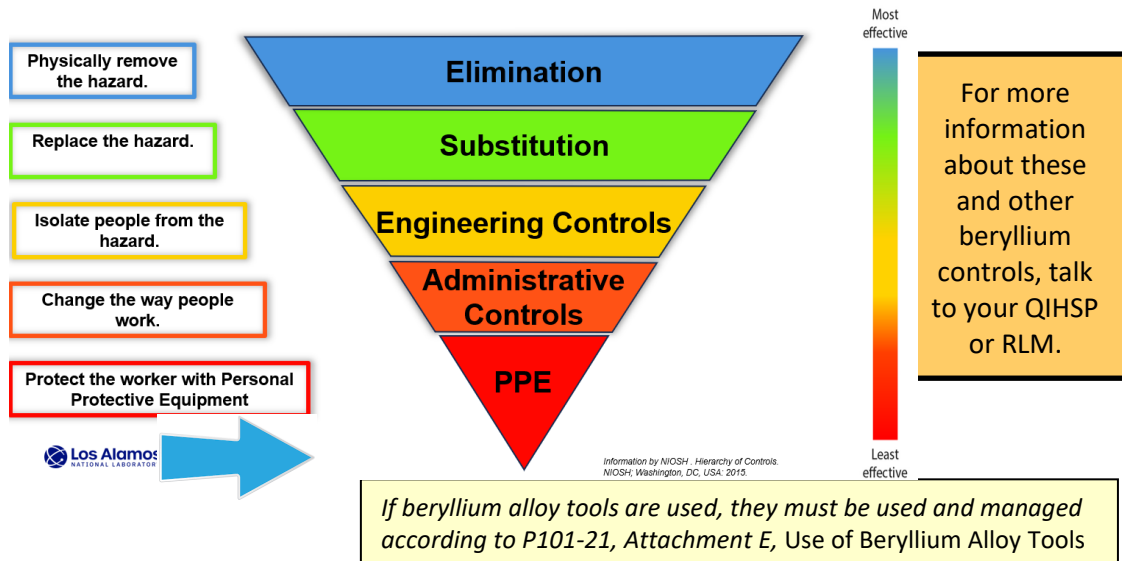 Physically remove
the hazard.
Replace the hazard.
Isolate people from the
hazard.
Change the way people
work.
Protect the worker with Personal
Protective Equipment
Los Alamos
NATIONAL LABORATOR
Elimination
Substitution
Engineering Controls
Administrative
Controls
PPE
Information by NIOSH . Hierarchy of Controls.
NIOSH; Washington, DC, USA: 2015.
Most
effective
Least
effective
For more
information
about these
and other
beryllium
controls, talk
to your QIHSP
or RLM.
If beryllium alloy tools are used, they must be used and managed
according to P101-21, Attachment E, Use of Beryllium Alloy Tools